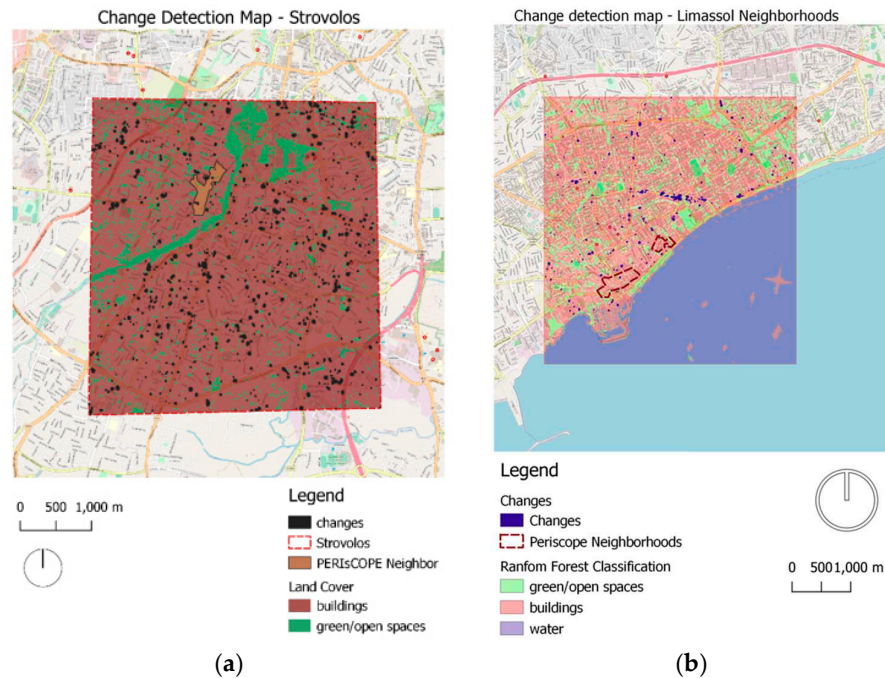 Change Detection Map - Strovolos
0 500 1,000 m
Legend
changes
Strovolos
PERIsCOPE Neighbor
Land Cover
buildings
green/open spaces
(a)
Change detection map - Limassol Neighborhoods
Legend
Changes
Changes
Periscope Neighborhoods
Ranfom Forest Classification
green/open spaces
buildings
water
0 5001,000 m
(b)